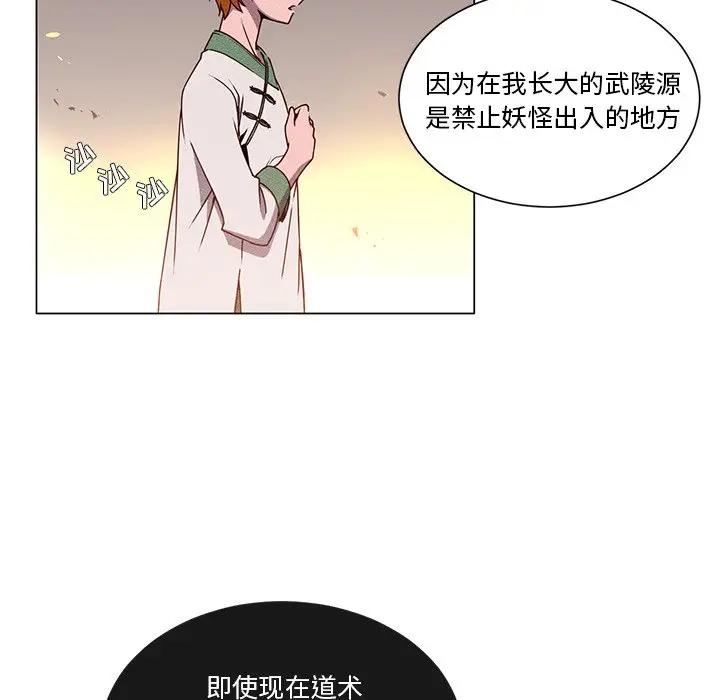 因为在我长大的武陵源
是禁止妖怪出入的地方
沙
沙
沙
即使现在道术